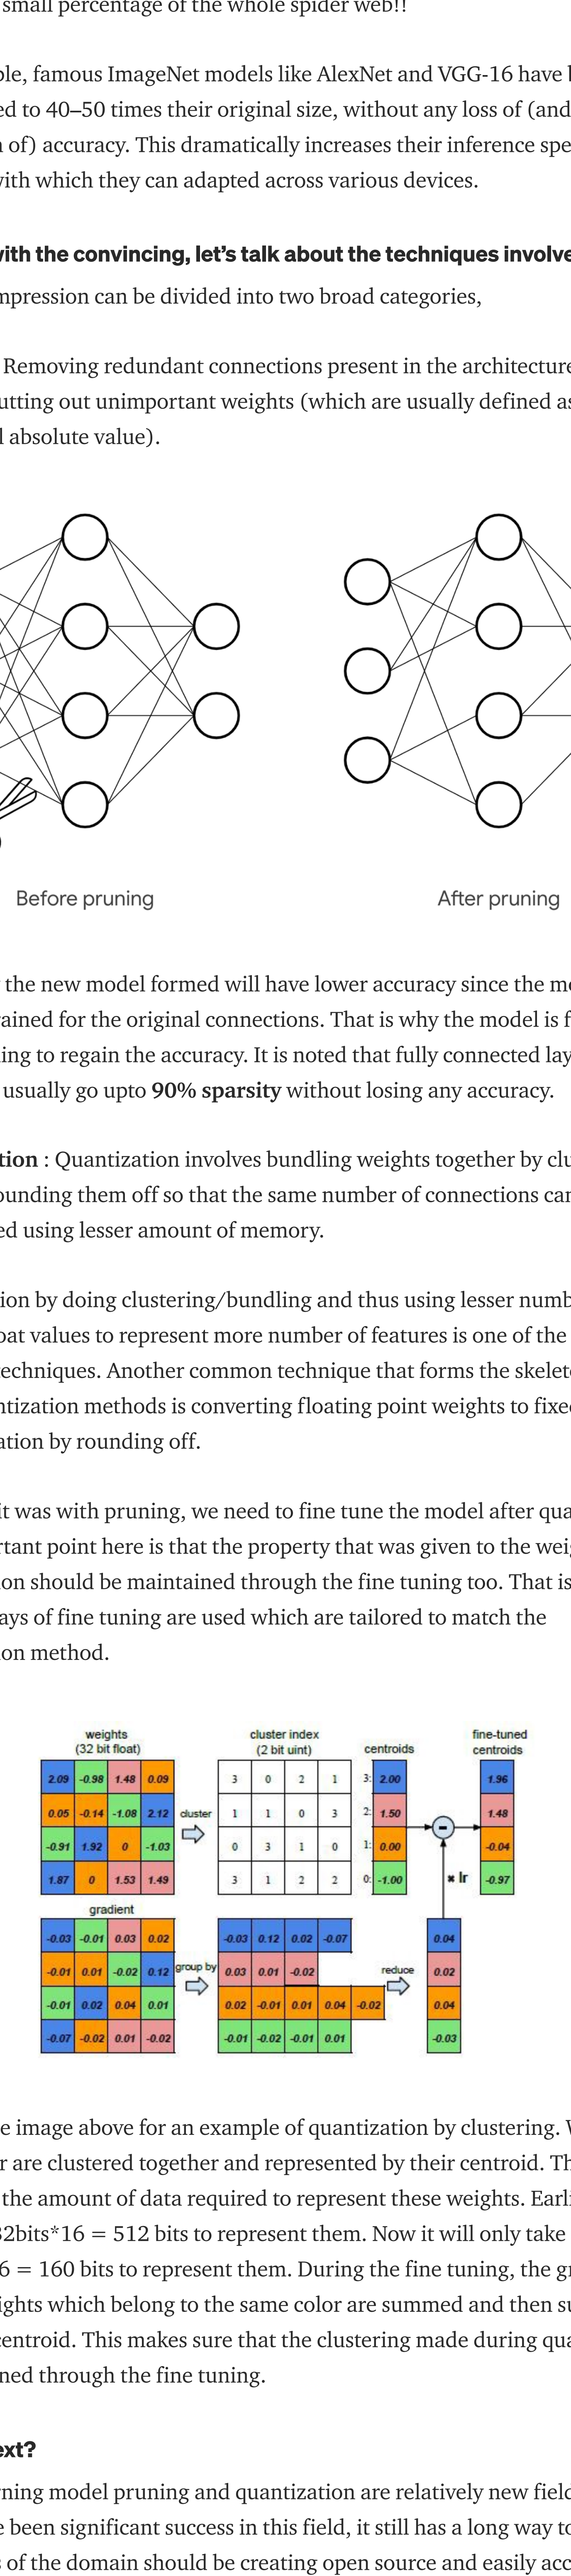 small percentage of the whole spider web!!
ple, famous ImageNet models like AlexNet and VGG-16 have b
ed to 40–50 times their original size, without any loss of (and
n of) accuracy. This dramatically increases their inference spe
with which they can adapted across various devices.
with the convincing, let's talk about the techniques involve
mpression can be divided into two broad categories,
Removing redundant connections present in the architecture
utting out unimportant weights (which are usually defined as
l absolute value).
Before pruning
After pruning
r the new model formed will have lower accuracy since the mo
rained for the original connections. That is why the model is f
ing to regain the accuracy. It is noted that fully connected lay
usually go upto 90% sparsity without losing any accuracy.
tion : Quantization involves bundling weights together by clu
ounding them off so that the same number of connections can
ed using lesser amount of memory.
ion by doing clustering/bundling and thus using lesser numb
oat values to represent more number of features is one of the
techniques. Another common technique that forms the skelet
ntization methods is converting floating point weights to fixe
ation by rounding off.
it was with pruning, we need to fine tune the model after qua
rtant point here is that the property that was given to the weig
ion should be maintained through the fine tuning too. That is
ays of fine tuning are used which are tailored to match the
on method.
weights
(32 bit float)
cluster index
(2 bit uint)
centroids
fine-tuned
centroids
2.09 -0.98 1.48 0.09
3 0 2 1
3: 2.00
1.96
0.05 -0.14 -1.08 2.12
cluster
1 1 0 3
2: 1.50
1.48
-0.91 1.92 0 -1.03
0 3 1 0
1: 0.00
-0.04
1.87 0 1.53 1.49
3 1 2 2
0: -1.00
-0.97
× lr
gradient
-0.03 -0.01 0.03 0.02
-0.03 0.12 0.02 -0.07
0.04
-0.01 0.01 -0.02 0.12
group by
0.03 0.01 -0.02
reduce
0.02
-0.01 0.02 0.04 0.01
0.02 -0.01 0.01 0.04 -0.02
0.04
-0.07 -0.02 0.01 -0.02
-0.01 -0.02 -0.01 0.01
-0.03
e image above for an example of quantization by clustering. W
r are clustered together and represented by their centroid. Th
the amount of data required to represent these weights. Earli
32bits*16 = 512 bits to represent them. Now it will only take
6 = 160 bits to represent them. During the fine tuning, the gr
ights which belong to the same color are summed and then su
centroid. This makes sure that the clustering made during qua
ned through the fine tuning.
ext?
rning model pruning and quantization are relatively new field
e been significant success in this field, it still has a long way to
s of the domain should be creating open source and easily acc